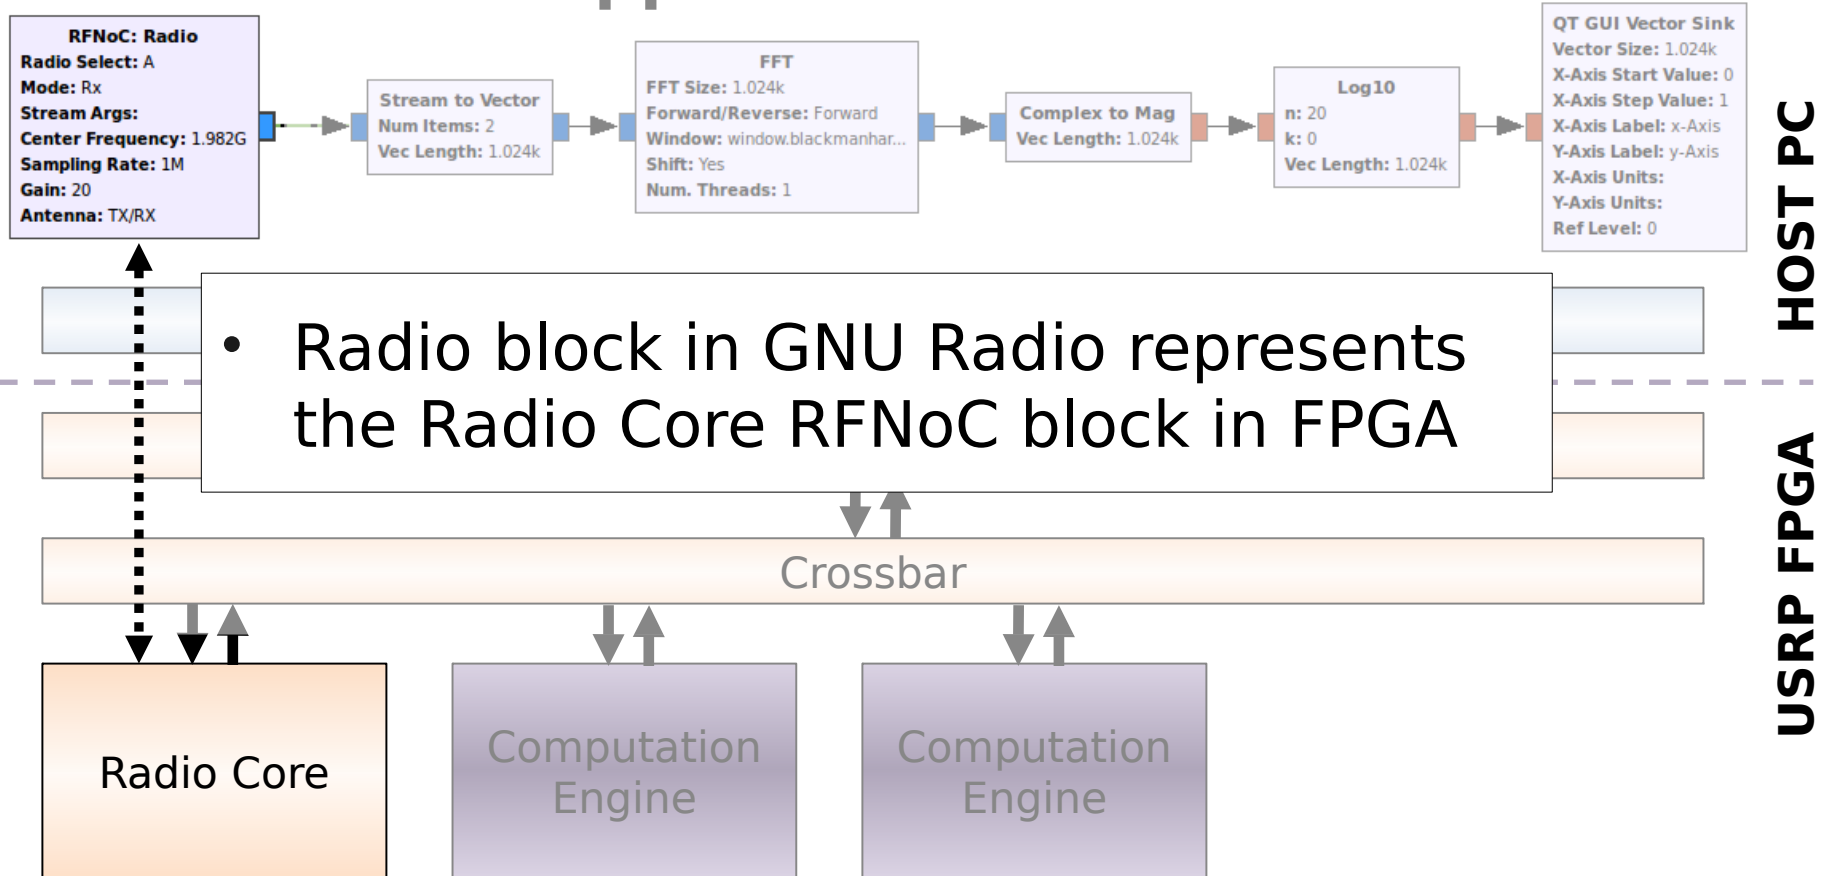 RFNoC: Radio
Radio Select: A
Mode: Rx
Stream Args:
Center Frequency: 1.982G
Sampling Rate: 1M
Gain: 20
Antenna: TX/RX
Stream to Vector
Num Items: 2
Vec Length: 1.024k
FFT
FFT Size: 1.024k
Forward/Reverse: Forward
Window: window.blackmanhar...
Shift: Yes
Num. Threads: 1
Complex to Mag
Vec Length: 1.024k
Log10
n: 20
k: 0
Vec Length: 1.024k
QT GUI Vector Sink
Vector Size: 1.024k
X-Axis Start Value: 0
X-Axis Step Value: 1
X-Axis Label: x-Axis
Y-Axis Label: y-Axis
X-Axis Units:
Y-Axis Units:
Ref Level: 0
HOST PC
• Radio block in GNU Radio represents
the Radio Core RFNoC block in FPGA
USRP FPGA
Crossbar
Radio Core
Computation
Engine
Computation
Engine